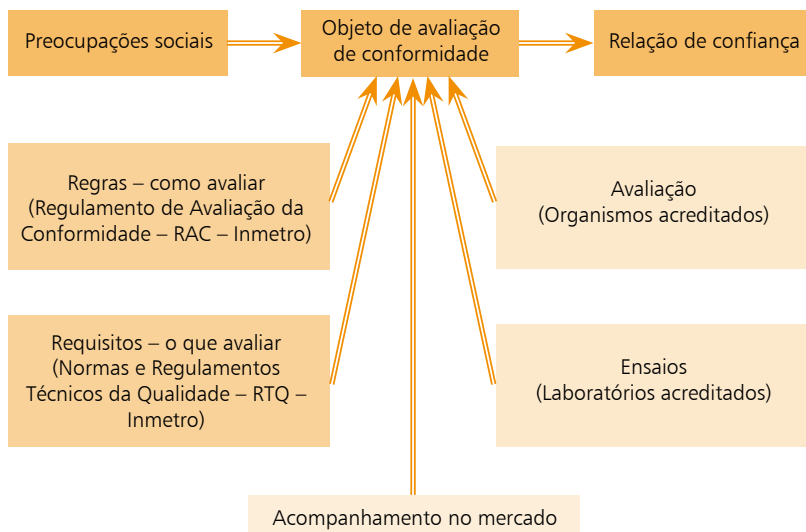 Preocupações sociais
Objeto de avaliação
de conformidade
Relação de confiança
Regras – como avaliar
(Regulamento de Avaliação da
Conformidade – RAC – Inmetro)
Avaliação
(Organismos acreditados)
Requisitos – o que avaliar
(Normas e Regulamentos
Técnicos da Qualidade – RTQ –
Inmetro)
Ensaios
(Laboratórios acreditados)
Acompanhamento no mercado